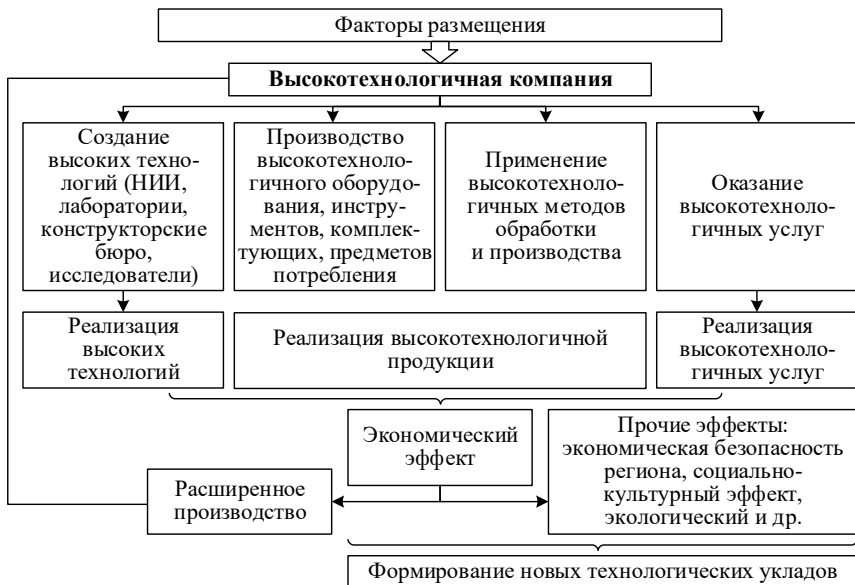 Факторы размещения
Высокотехнологичная компания
Создание
высоких техно-
логий (НИИ,
лаборатории,
конструкторские
бюро,
исследователи)
Производство
высокотехноло-
гичного оборудо-
вания, инстру-
ментов, комплек-
тующих, предметов
потребления
Применение
высокотехноло-
гичных методов
обработки
и производства
Оказание
высокотехноло-
гичных услуг
Реализация
высоких
технологий
Реализация высокотехнологичной
продукции
Реализация
высокотехноло-
гичных услуг
Экономический
эффект
Прочие эффекты:
экономическая безопасность
региона, социально-
культурный эффект,
экологический и др.
Расширенное
производство
Формирование новых технологических укладов